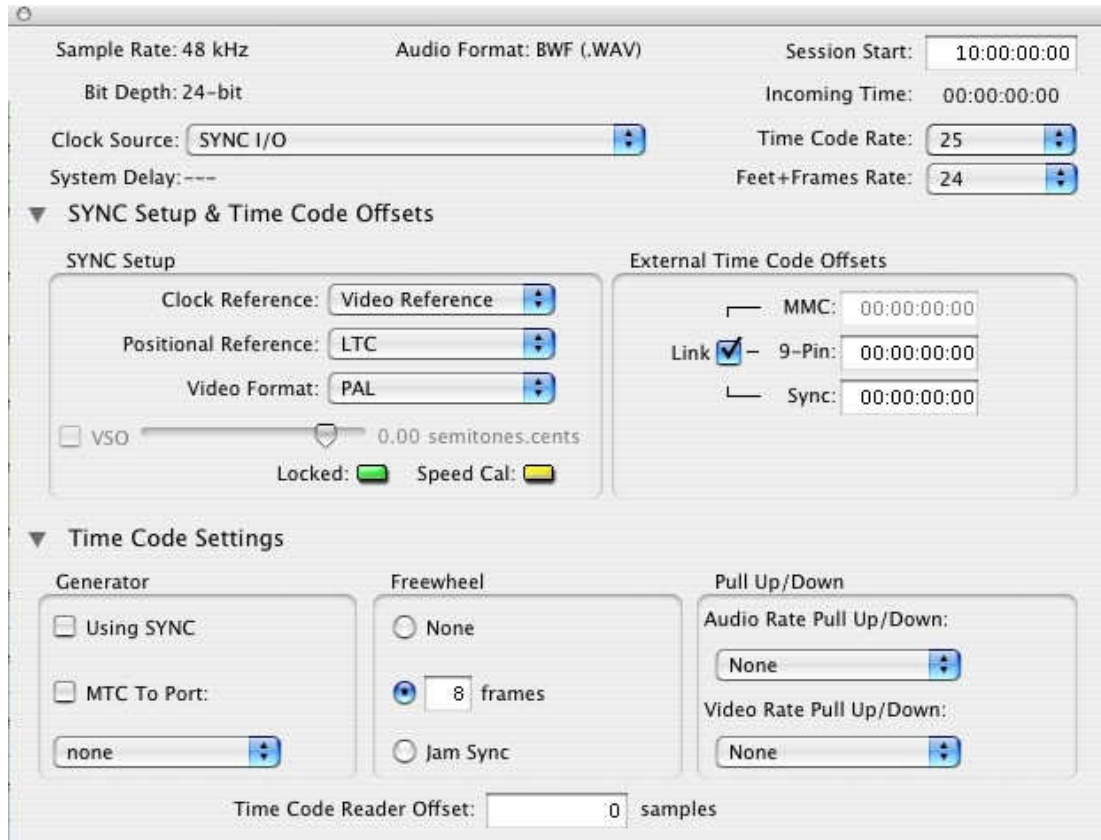 Sample Rate: 48 kHz Audio Format: BWF (.WAV) Session Start: 10:00:00:00
Bit Depth: 24-bit Incoming Time: 00:00:00:00
Clock Source: SYNC I/O Time Code Rate: 25
System Delay:--- Feet+Frames Rate: 24
SYNC Setup & Time Code Offsets
SYNC Setup External Time Code Offsets
Clock Reference: Video Reference MMC: 00:00:00:00
Positional Reference: LTC Link 9-Pin: 00:00:00:00
Video Format: PAL Sync: 00:00:00:00
VSO 0.00 semitones.cents
Locked: Speed Cal:
Time Code Settings
Generator Freewheel Pull Up/Down
Using SYNC None Audio Rate Pull Up/Down:
None
MTC To Port: 8 frames
Video Rate Pull Up/Down:
none Jam Sync None
Time Code Reader Offset: 0 samples